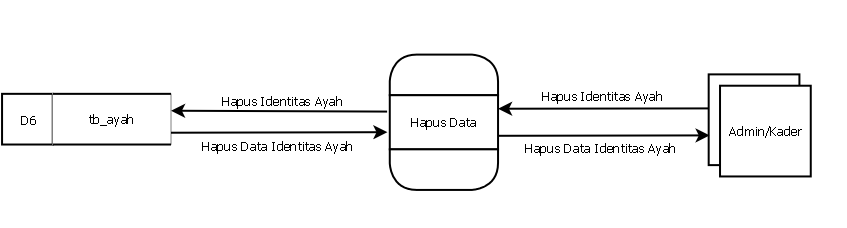 Hapus Identitas Ayah
D6
tb_ayah
Hapus Data Identitas Ayah
Hapus Data
Hapus Identitas Ayah
Hapus Data Identitas Ayah
Admin/Kader